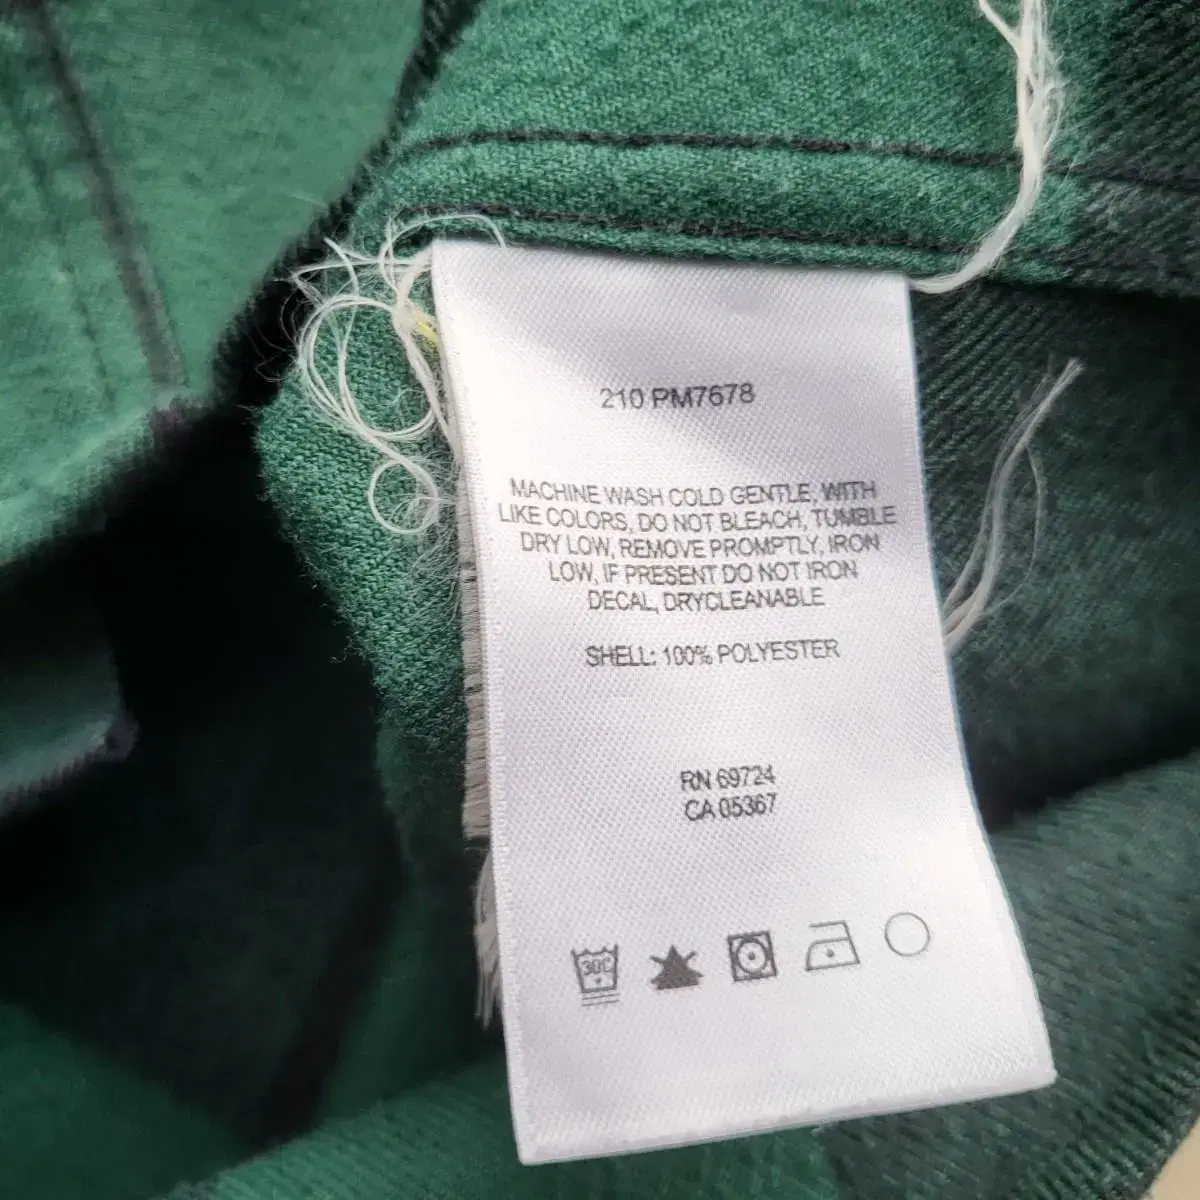 210 PM7678
MACHINE WASH COLD GENTLE, WITH
LIKE COLORS, DO NOT BLEACH, TUMBLE
DRY LOW, REMOVE PROMPTLY, IRON
LOW, IF PRESENT DO NOT IRON
DECAL, DRYCLEANABLE
SHELL: 100% POLYESTER
RN 69724
CA 05367
30C